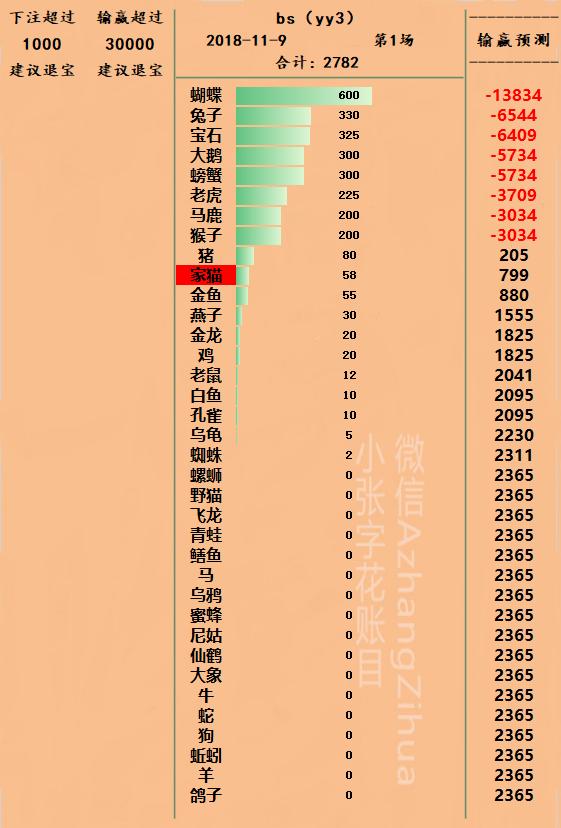 下注超过 输赢超过
1000 30000
建议退宝 建议退宝
bs（yy3）
2018-11-9 第1场
合计：2782
输赢预测
蝴蝶 600 -13834
兔子 330 -6544
宝石 325 -6409
大鹅 300 -5734
螃蟹 300 -5734
老虎 225 -3709
马鹿 200 -3034
猴子 200 -3034
猪 80 205
家猫 58 799
金鱼 55 880
燕子 30 1555
金龙 20 1825
鸡 20 1825
老鼠 12 2041
白鱼 10 2095
孔雀 10 2095
乌龟 5 2230
蜘蛛 2 2311
螺蛳 0 2365
野猫 0 2365
飞龙 0 2365
青蛙 0 2365
鳝鱼 0 2365
马 0 2365
乌鸦 0 2365
蜜蜂 0 2365
尼姑 0 2365
仙鹤 0 2365
大象 0 2365
牛 0 2365
蛇 0 2365
狗 0 2365
蚯蚓 0 2365
羊 0 2365
鸽子 0 2365
微信AzhangZihua
小张字花账目